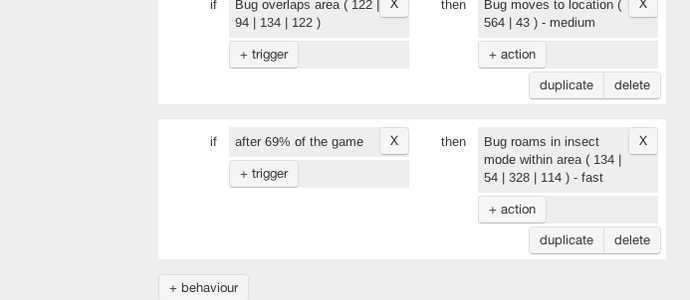 if Bug overlaps area ( 122 | X then Bug moves to location ( X
94 | 134 | 122 ) 564 | 43 ) - medium
+ trigger + action
duplicate delete
if after 69% of the game X then Bug roams in insect X
mode within area ( 134 |
+ trigger 54 | 328 | 114 ) - fast
+ action
duplicate delete
+ behaviour